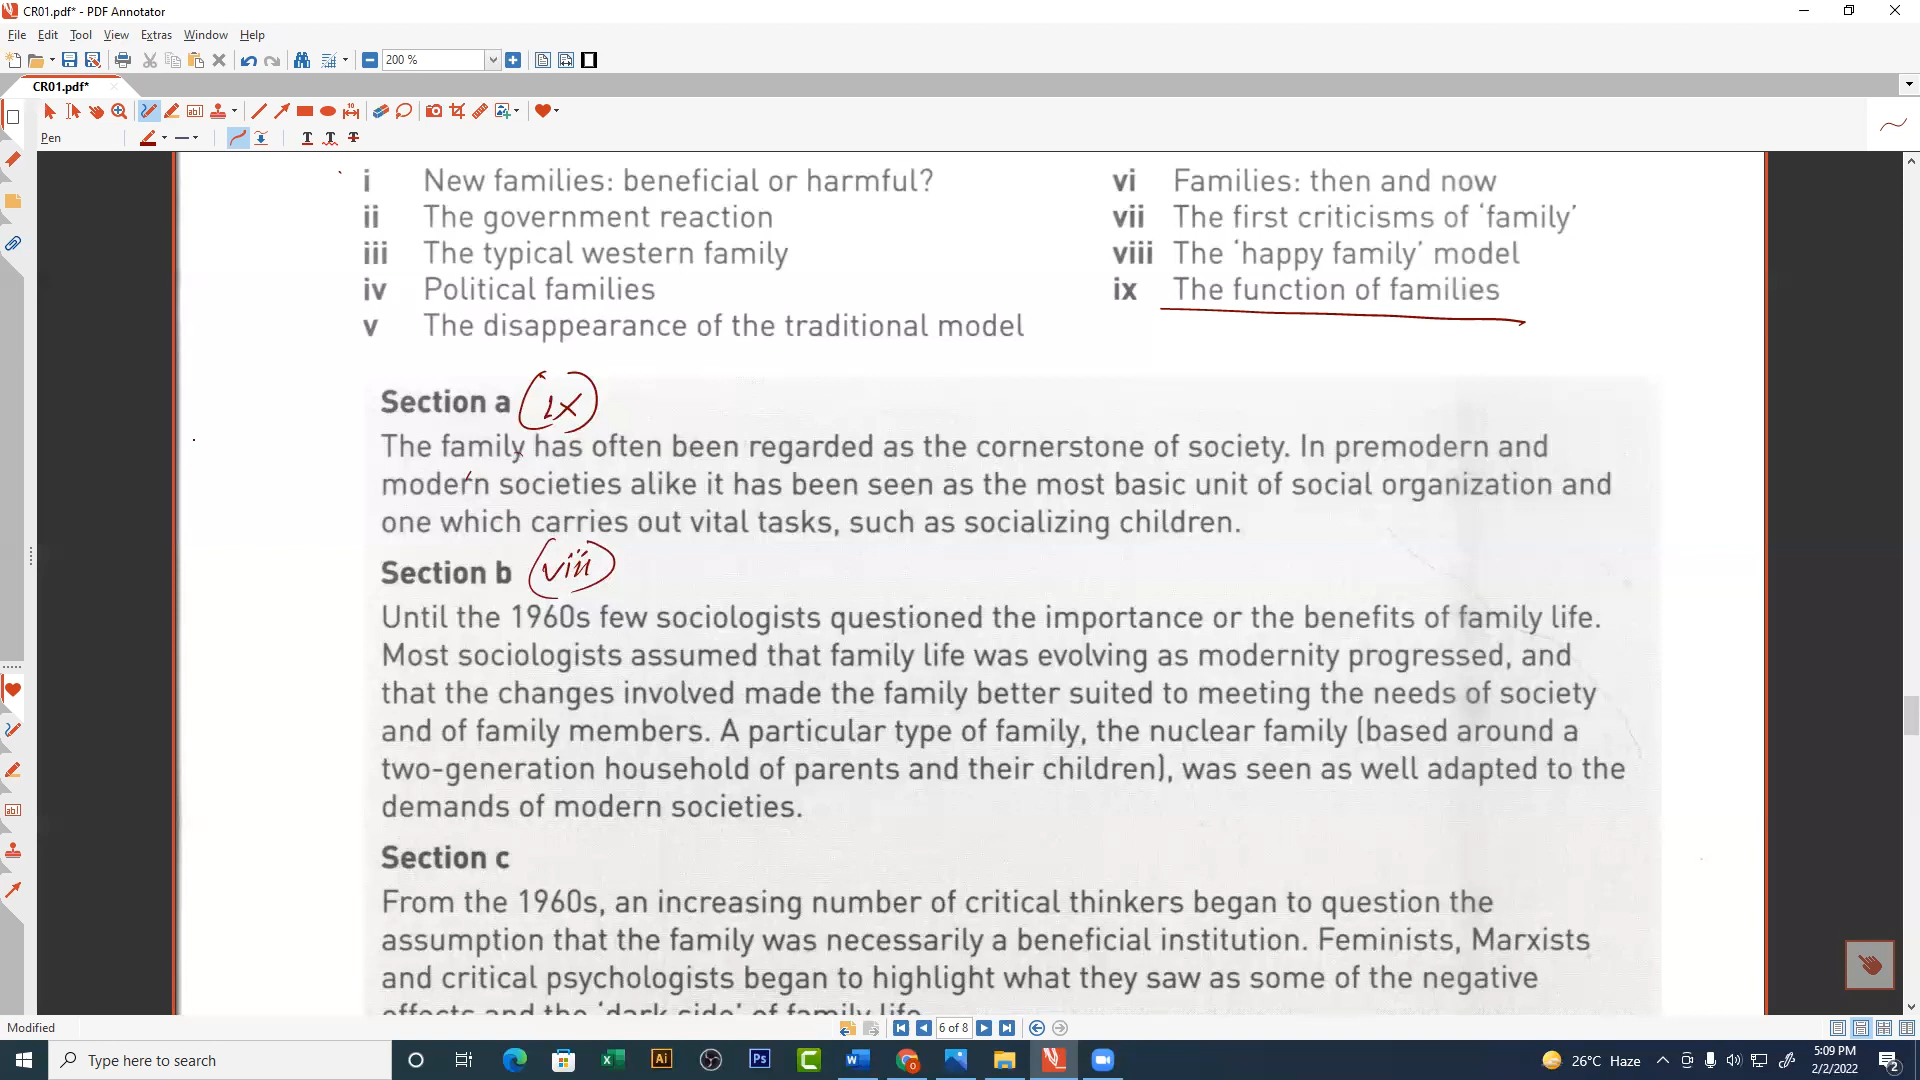 CR01.pdf* - PDF Annotator
File Edit Tool View Extras Window Help
200 %
CR01.pdf*
Pen
i New families: beneficial or harmful?
ii The government reaction
iii The typical western family
iv Political families
v The disappearance of the traditional model
vi Families: then and now
vii The first criticisms of ‘family’
viii The ‘happy family’ model
ix The function of families
Section a ix
The family has often been regarded as the cornerstone of society. In premodern and
modern societies alike it has been seen as the most basic unit of social organization and
one which carries out vital tasks, such as socializing children.
Section b viii
Until the 1960s few sociologists questioned the importance or the benefits of family life.
Most sociologists assumed that family life was evolving as modernity progressed, and
that the changes involved made the family better suited to meeting the needs of society
and of family members. A particular type of family, the nuclear family (based around a
two-generation household of parents and their children), was seen as well adapted to the
demands of modern societies.
Section c
From the 1960s, an increasing number of critical thinkers began to question the
assumption that the family was necessarily a beneficial institution. Feminists, Marxists
and critical psychologists began to highlight what they saw as some of the negative
effects and the ‘dark side’ of family life.
Modified
6 of 8
Type here to search
26°C Haze
5:09 PM
2/2/2022
2